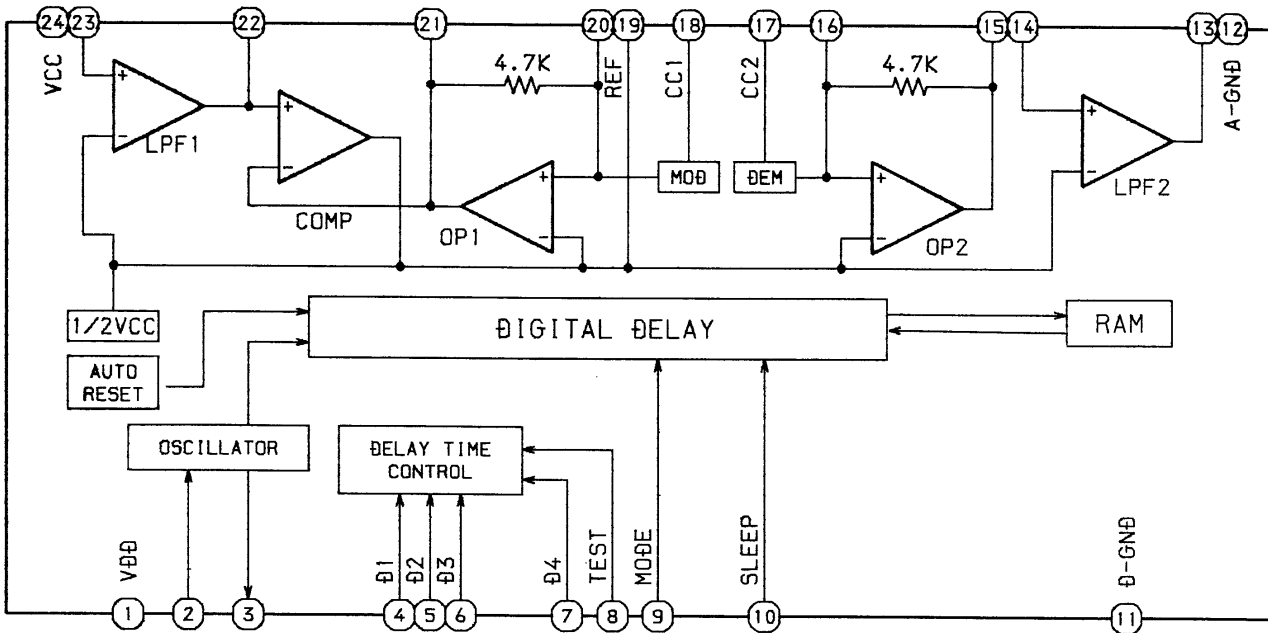 24 23 22 21 20 19 18 17 16 15 14 13 12
VCC
4.7K
REF
CC1
CC2
4.7K
A-GND
+
-
LPF1
+
-
COMP
+
-
OP1
MOD
DEM
+
-
OP2
+
-
LPF2
1/2VCC
DIGITAL DELAY
RAM
AUTO
RESET
OSCILLATOR
DELAY TIME
CONTROL
VDD
D1
D2
D3
D4
TEST
MODE
SLEEP
D-GND
1 2 3 4 5 6 7 8 9 10 11